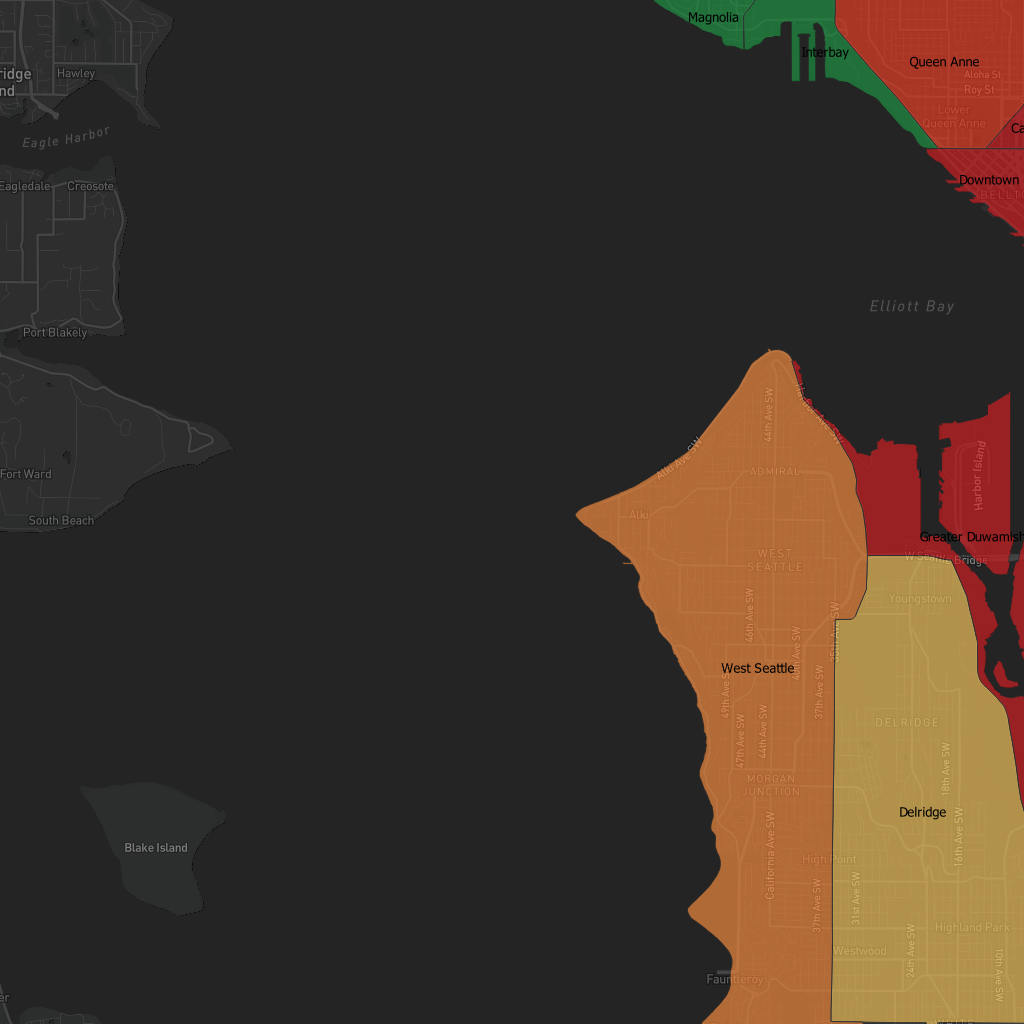 Magnolia
Interbay
Queen Anne
Aloha St
Roy St
Lower
Queen Anne
Hawley
Eagle Harbor
Downtown
Eagledale
Creosote
Elliott Bay
Port Blakely
44th Ave SW
Alki Ave SW
ADMIRAL
Harbor Island
Fort Ward
Alki
South Beach
Greater Duwamish
WEST
SEATTLE
W Seattle Bridge
Youngstown
46th Ave SW
35th Ave SW
40th Ave SW
West Seattle
49th Ave SW
37th Ave SW
DELRIDGE
44th Ave SW
47th Ave SW
18th Ave SW
MORGAN
JUNCTION
Delridge
16th Ave SW
Blake Island
California Ave SW
High Point
31st Ave SW
37th Ave SW
Highland Park
24th Ave SW
Westwood
10th Ave SW
Fauntleroy